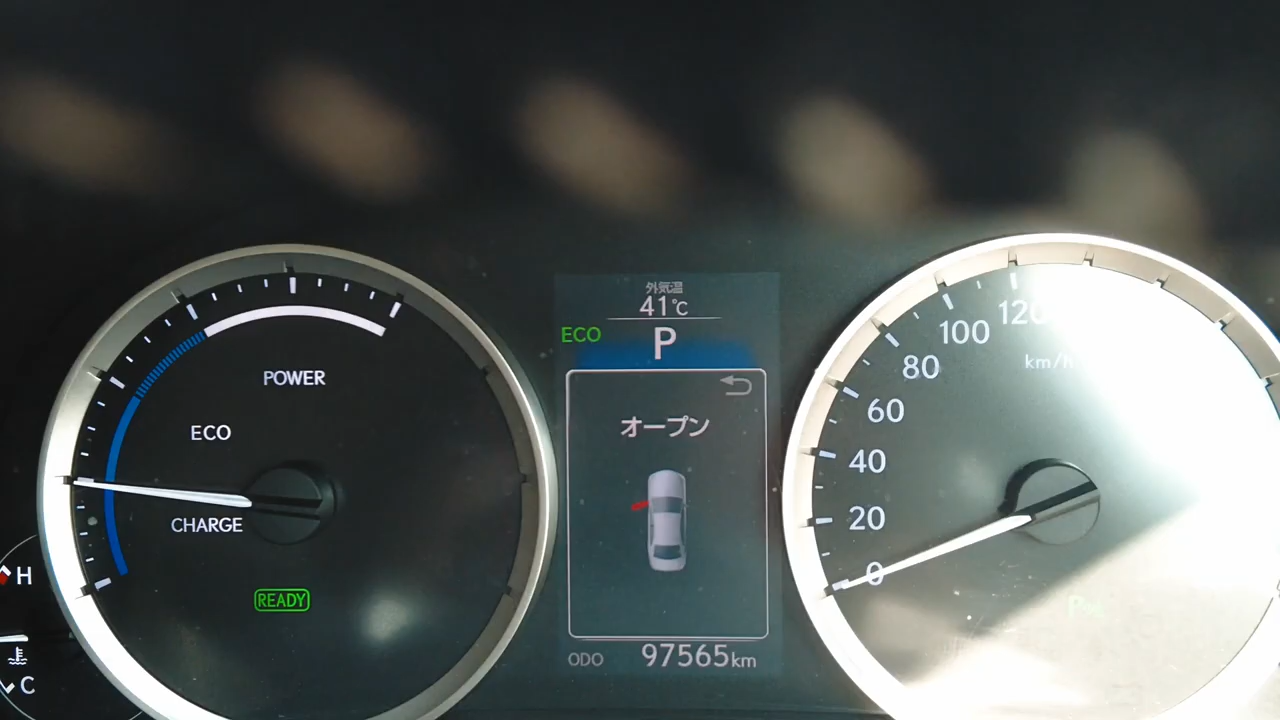 外気温
41℃
ECO
P
オープン
ODO 97565km
POWER
ECO
CHARGE
READY
H
C
120
100
80
60
40
20
0
km/h